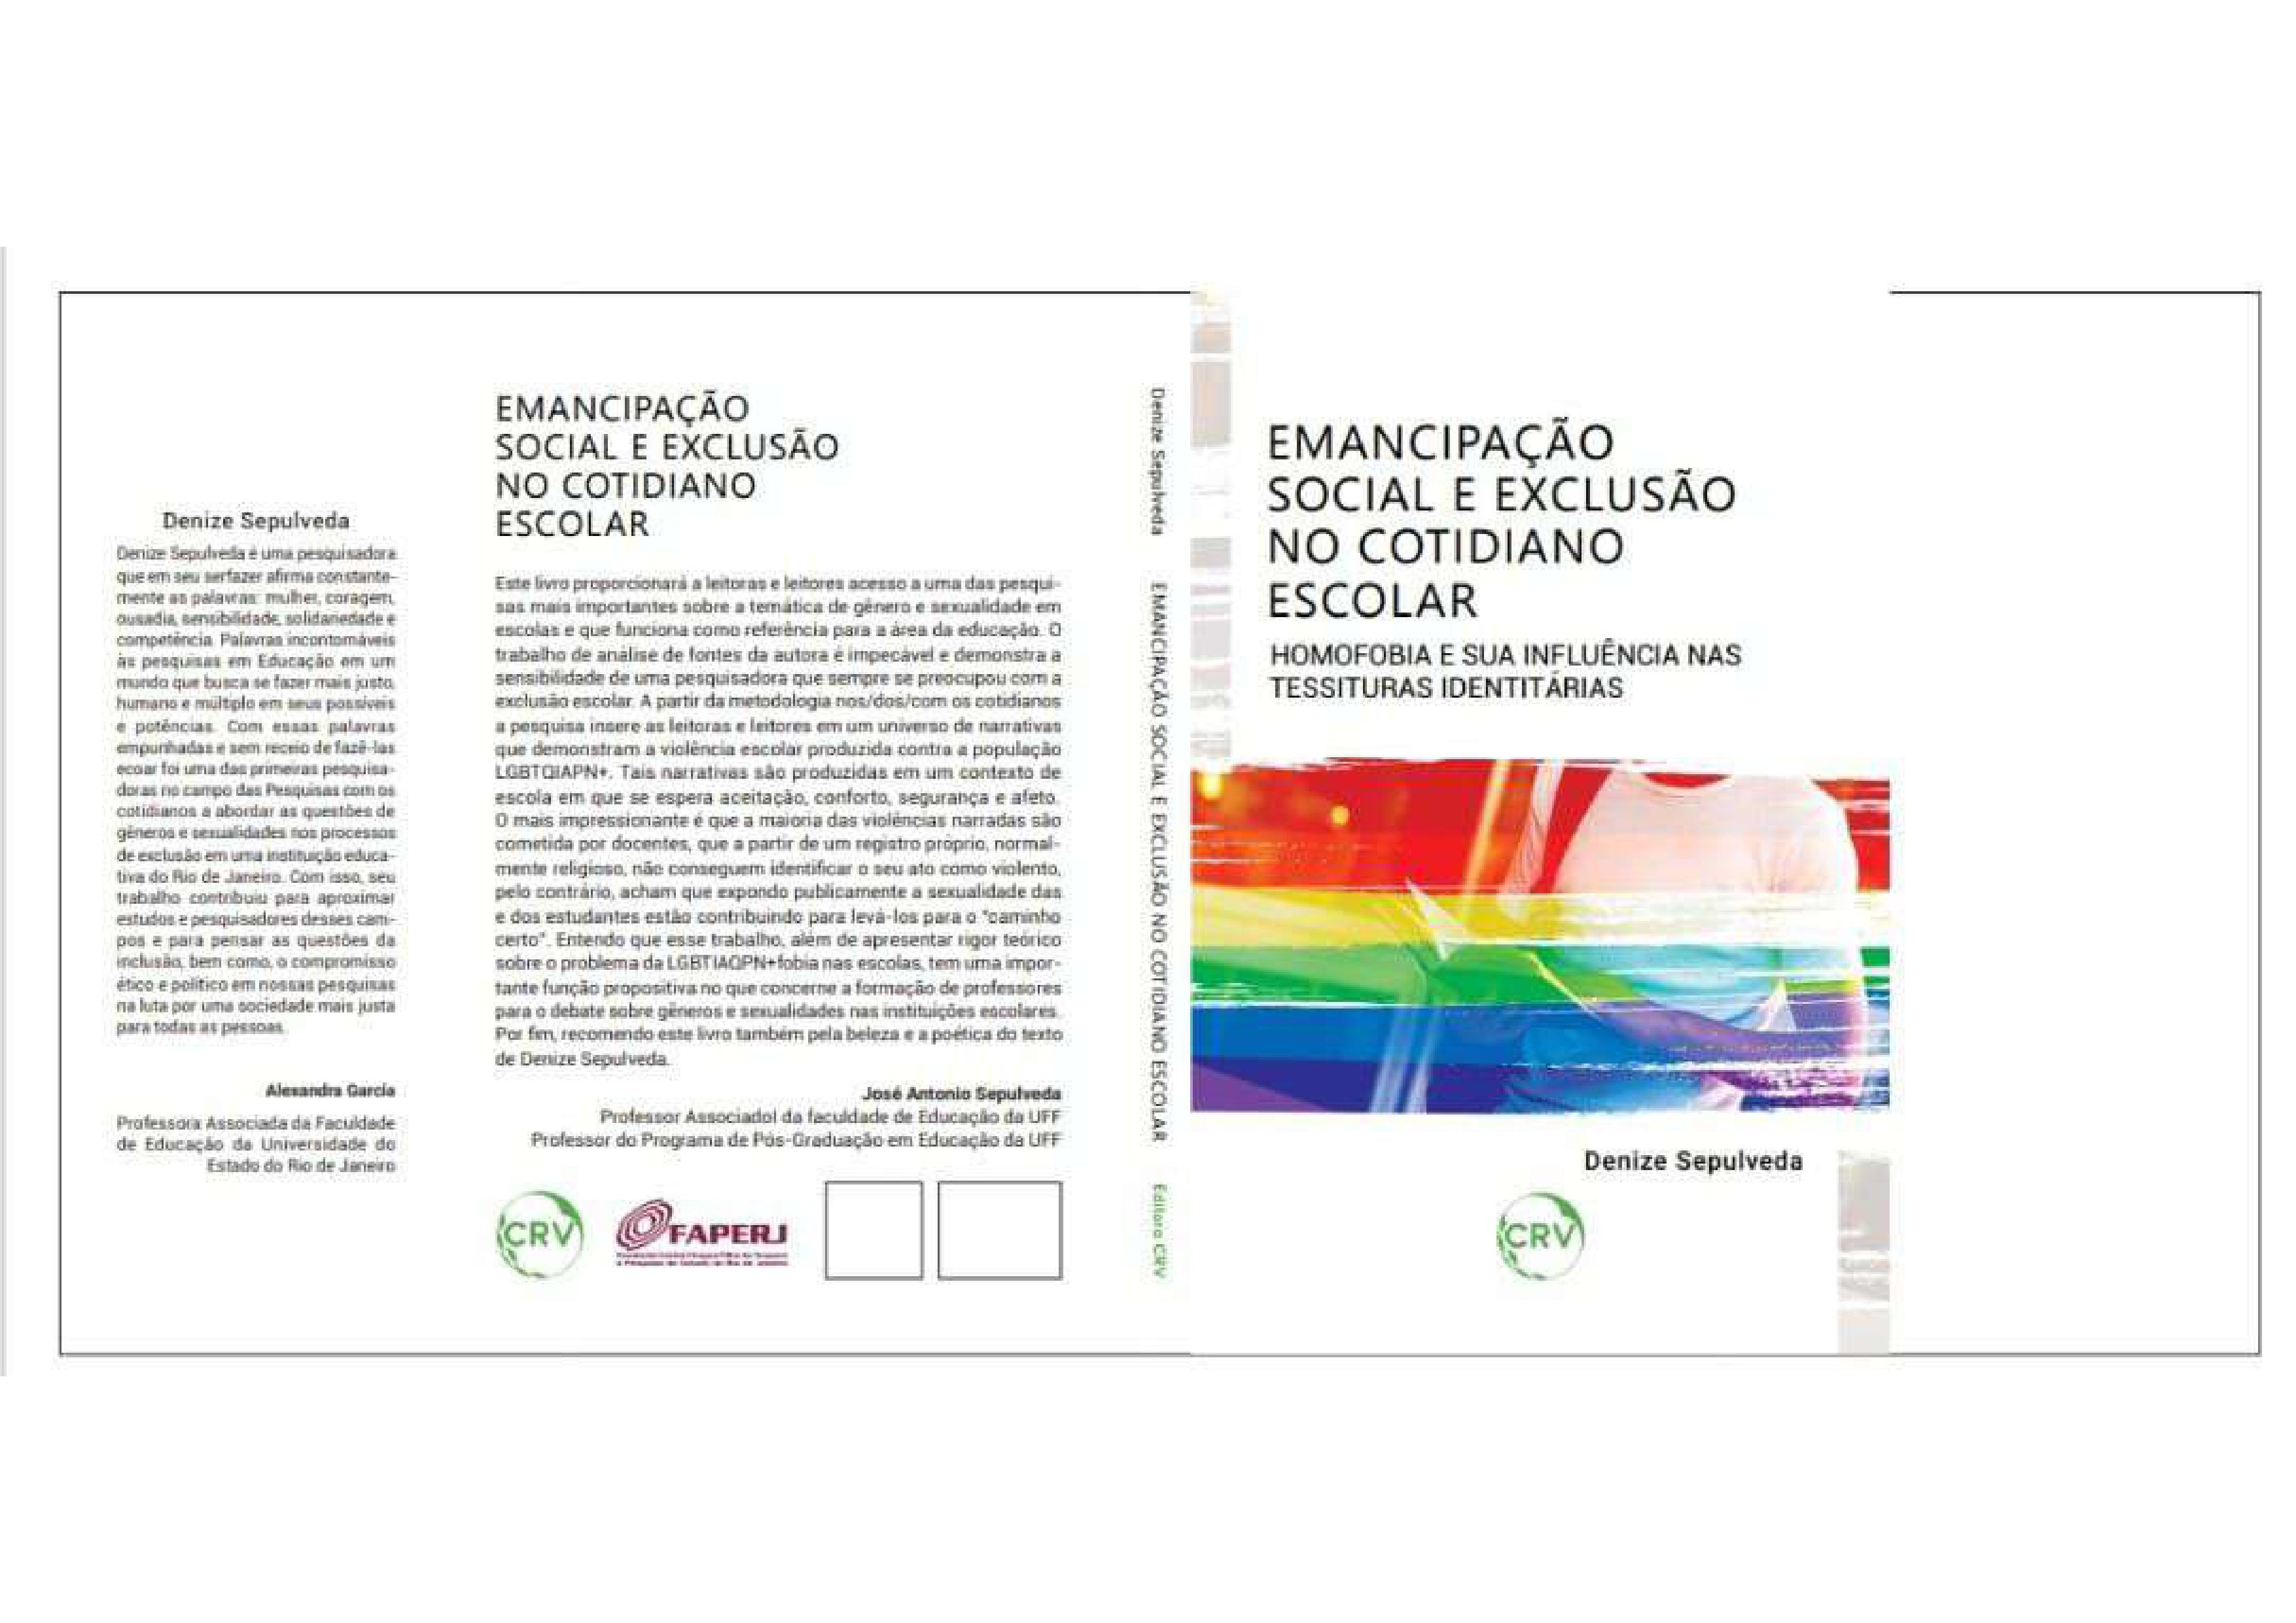 Denize Sepulveda
Denize Sepulveda é uma pesquisadora
que em seu serfazer afirma constante-
mente as palavras: mulher, coragem,
ousadia, sensibilidade, solidariedade e
competência. Palavras incontornáveis
às pesquisas em Educação em um
mundo que busca se fazer mais justo,
humano e múltiplo em seus possíveis
e potências. Com essas palavras
empunhadas e sem receio de fazê-las
ecoar foi uma das primeiras pesquisa-
doras no campo das Pesquisas com os
cotidianos a abordar as questões de
gêneros e sexualidades nos processos
de exclusão em uma instituição educa-
tiva do Rio de Janeiro. Com isso, seu
trabalho contribuiu para aproximar
estudos e pesquisadores desses cam-
pos e para pensar as questões da
inclusão, bem como, o compromisso
ético e político em nossas pesquisas
na luta por uma sociedade mais justa
para todas as pessoas.
Alexandra Garcia
Professora Associada da Faculdade
de Educação da Universidade do
Estado do Rio de Janeiro
EMANCIPAÇÃO
SOCIAL E EXCLUSÃO
NO COTIDIANO
ESCOLAR
Este livro proporcionará a leitoras e leitores acesso a uma das pesqui-
sas mais importantes sobre a temática de gênero e sexualidade em
escolas e que funciona como referência para a área da educação. O
trabalho de análise de fontes da autora é impecável e demonstra a
sensibilidade de uma pesquisadora que sempre se preocupou com a
exclusão escolar. A partir da metodologia nos/dos/com os cotidianos
a pesquisa insere as leitoras e leitores em um universo de narrativas
que demonstram a violência escolar produzida contra a população
LGBTQIAPN+. Tais narrativas são produzidas em um contexto de
escola em que se espera aceitação, conforto, segurança e afeto.
O mais impressionante é que a maioria das violências narradas são
cometida por docentes, que a partir de um registro próprio, normal-
mente religioso, não conseguem identificar o seu ato como violento,
pelo contrário, acham que expondo publicamente a sexualidade das
e dos estudantes estão contribuindo para levá-los para o "caminho
certo". Entendo que esse trabalho, além de apresentar rigor teórico
sobre o problema da LGBTIAQPN+fobia nas escolas, tem uma impor-
tante função propositiva no que concerne a formação de professores
para o debate sobre gêneros e sexualidades nas instituições escolares.
Por fim, recomendo este livro também pela beleza e a poética do texto
de Denize Sepulveda.
José Antonio Sepulveda
Professor Associadol da faculdade de Educação da UFF
Professor do Programa de Pós-Graduação em Educação da UFF
CRV
FAPERJ
Denize Sepulveda
EMANCIPAÇÃO SOCIAL E EXCLUSÃO NO COTIDIANO ESCOLAR
Editora CRV
EMANCIPAÇÃO
SOCIAL E EXCLUSÃO
NO COTIDIANO
ESCOLAR
HOMOFOBIA E SUA INFLUÊNCIA NAS
TESSITURAS IDENTITÁRIAS
Denize Sepulveda
CRV